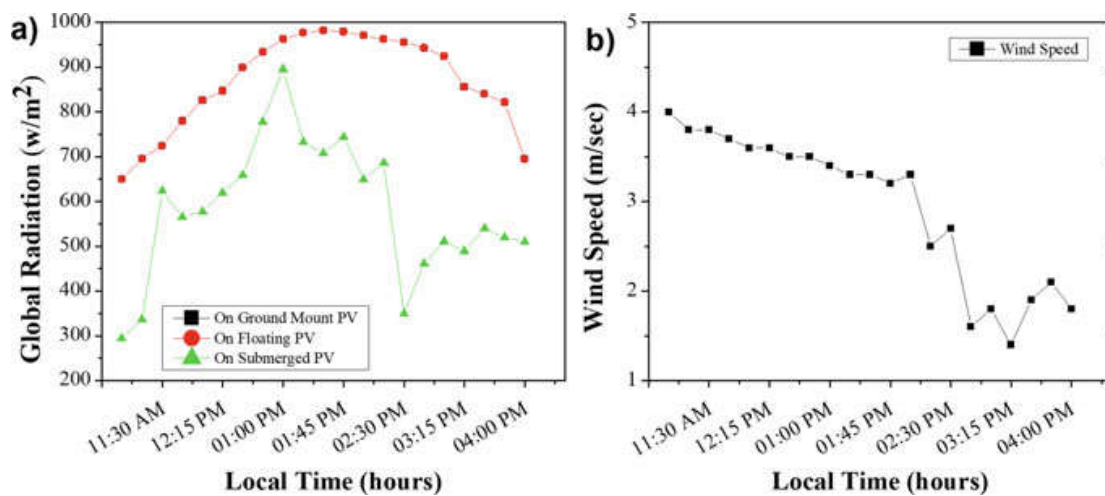 a)
Global Radiation (w/m²)
1000
900
800
700
600
500
400
300
200
On Ground Mount PV
On Floating PV
On Submerged PV
11:30 AM
12:15 PM
01:00 PM
01:45 PM
02:30 PM
03:15 PM
04:00 PM
Local Time (hours)
b)
Wind Speed (m/sec)
5
4
3
2
1
Wind Speed
11:30 AM
12:15 PM
01:00 PM
01:45 PM
02:30 PM
03:15 PM
04:00 PM
Local Time (hours)